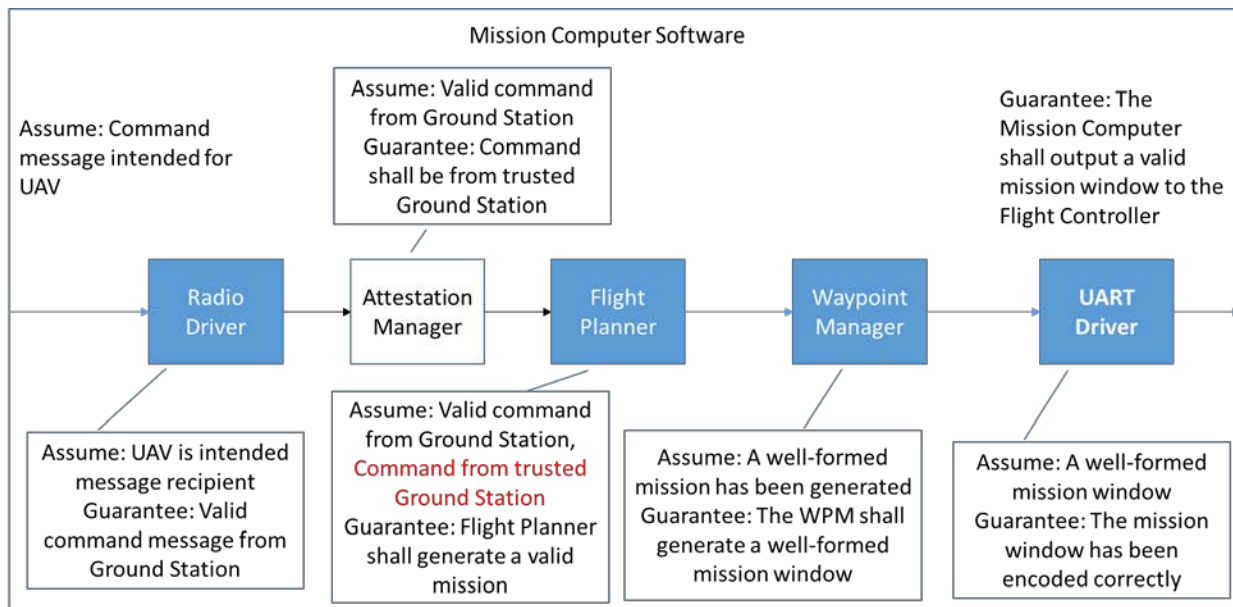 Mission Computer Software
Assume: Command
message intended for
UAV
Assume: Valid command
from Ground Station
Guarantee: Command
shall be from trusted
Ground Station
Guarantee: The
Mission Computer
shall output a valid
mission window to the
Flight Controller
Radio
Driver
Attestation
Manager
Flight
Planner
Waypoint
Manager
UART
Driver
Assume: UAV is intended
message recipient
Guarantee: Valid
command message from
Ground Station
Assume: Valid command
from Ground Station,
Command from trusted
Ground Station
Guarantee: Flight Planner
shall generate a valid
mission
Assume: A well-formed
mission has been generated
Guarantee: The WPM shall
generate a well-formed
mission window
Assume: A well-formed
mission window
Guarantee: The mission
window has been
encoded correctly